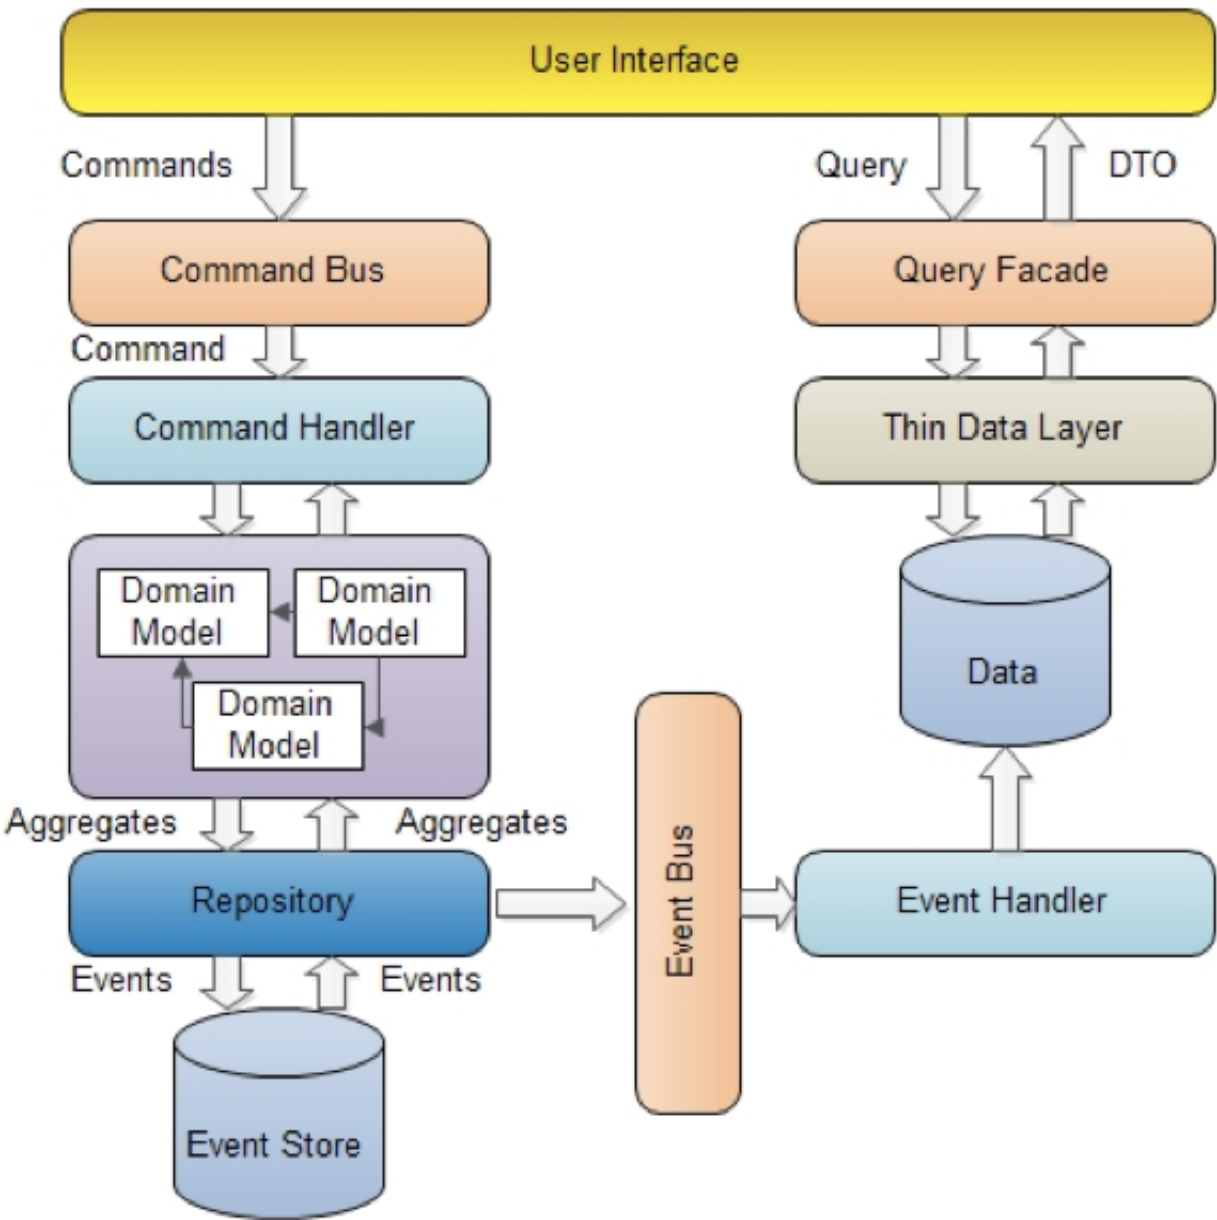 User Interface
Commands
Query
DTO
Command Bus
Query Facade
Command
Command Handler
Thin Data Layer
Domain
Model
Domain
Model
Domain
Model
Data
Aggregates
Aggregates
Repository
Event Bus
Event Handler
Events
Events
Event Store